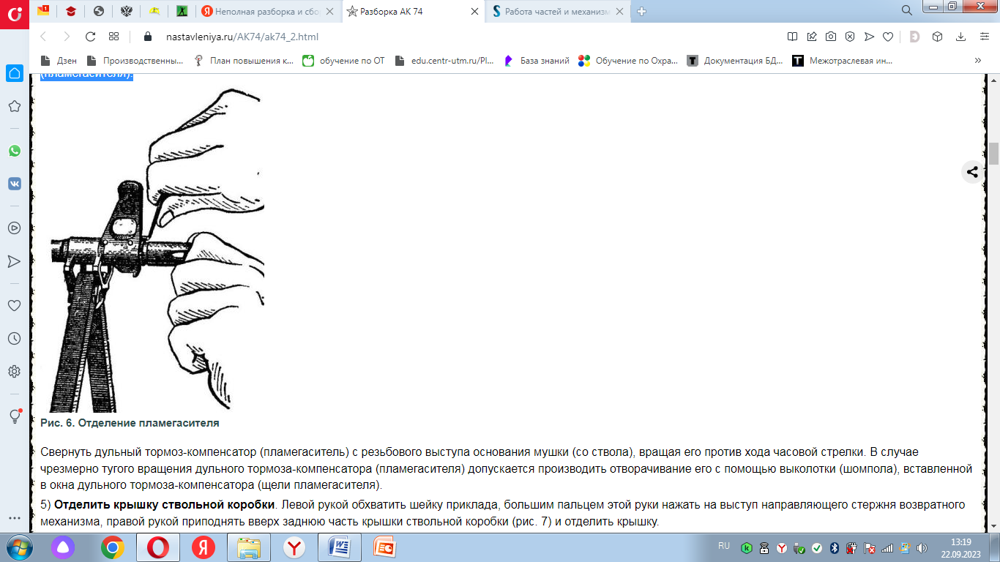 1
Неполная разборка и сбо
Разборка АК 74
Работа частей и механизм
nastavleniya.ru/AK74/ak74_2.html
Дзен
Производственны...
План повышения к...
обучение по ОТ
edu.centr-utm.ru/Pl...
База знаний
Обучение по Охра...
Документация БД...
Межотраслевая ин...
(пламегасителя).
Рис. 6. Отделение пламегасителя
Свернуть дульный тормоз-компенсатор (пламегаситель) с резьбового выступа основания мушки (со ствола), вращая его против хода часовой стрелки. В случае
чрезмерно тугого вращения дульного тормоза-компенсатора (пламегасителя) допускается производить отворачивание его с помощью выколотки (шомпола), вставленной
в окна дульного тормоза-компенсатора (щели пламегасителя).
5) Отделить крышку ствольной коробки. Левой рукой обхватить шейку приклада, большим пальцем этой руки нажать на выступ направляющего стержня возвратного
механизма, правой рукой приподнять вверх заднюю часть крышки ствольной коробки (рис. 7) и отделить крышку.
RU
13:19
22.09.2023